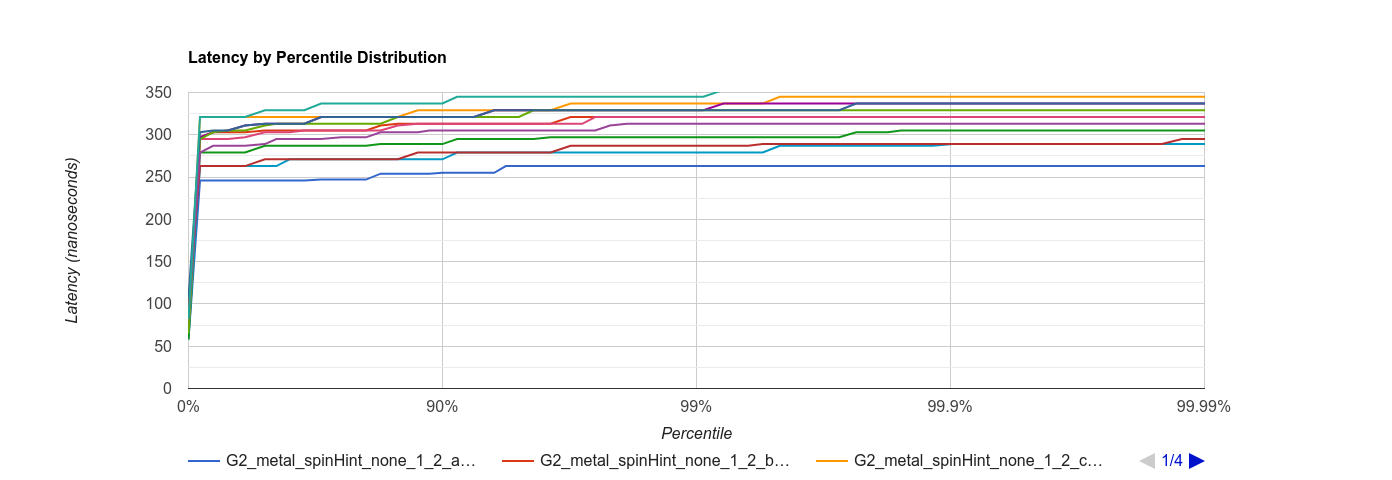 Latency by Percentile Distribution
350
300
250
200
150
100
50
0
Latency (nanoseconds)
0% 90% 99% 99.9% 99.99%
Percentile
G2_metal_spinHint_none_1_2_a… G2_metal_spinHint_none_1_2_b… G2_metal_spinHint_none_1_2_c… 1/4